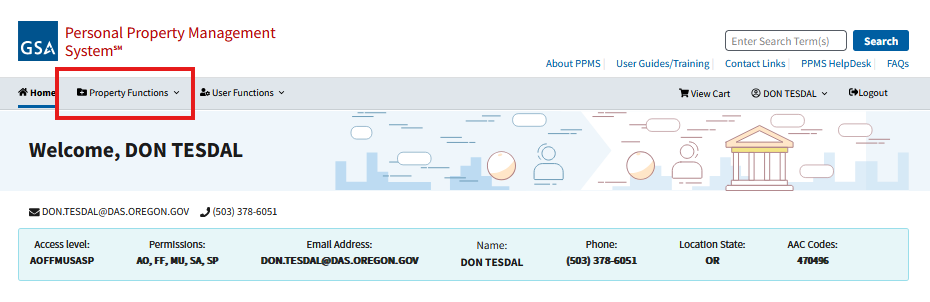 GSA
Personal Property Management
System℠
Enter Search Term(s) Search
About PPMS User Guides/Training Contact Links PPMS HelpDesk FAQs
Home Property Functions User Functions View Cart DON TESDAL Logout
Welcome, DON TESDAL
DON.TESDAL@DAS.OREGON.GOV (503) 378-6051
Access level: Permissions: Email Address: Name: Phone: Location State: AAC Codes:
AOFFMUSASP AO, FF, MU, SA, SP DON.TESDAL@DAS.OREGON.GOV DON TESDAL (503) 378-6051 OR 470496